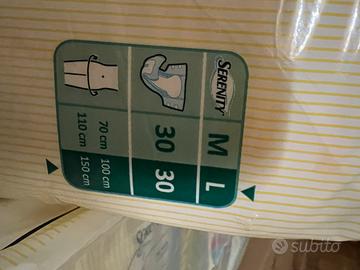 SERENITY M L
30 30
70 cm 100 cm
110 cm 150 cm
subito